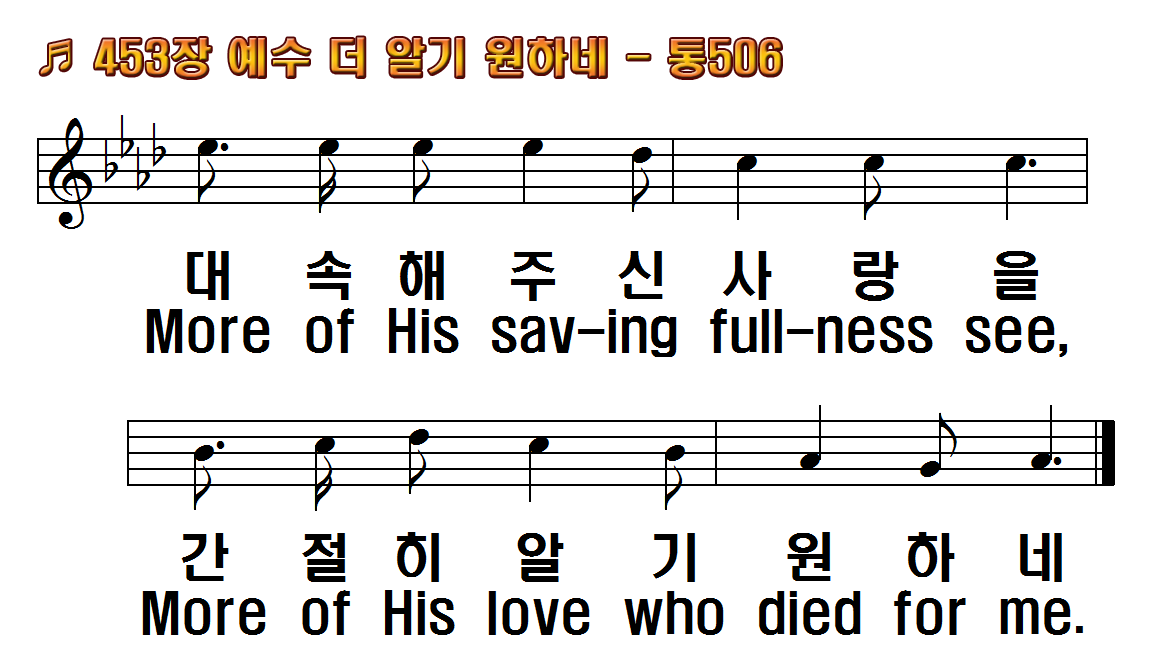 453장 예수 더 알기 원하네 - 통506
대 속 해 주 신 사 랑 을
More of His sav-ing full-ness see,
간 절 히 알 기 원 하 네
More of His love who died for me.